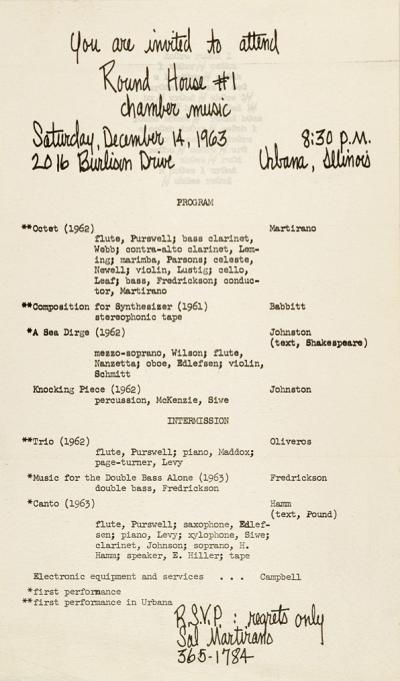 You are invited to attend
Round House #1
chamber music
Saturday, December 14, 1963 8:30 P.M.
2016 Burlison Drive Urbana, Illinois
PROGRAM
**Octet (1962) Martirano
flute, Purswell; bass clarinet,
Webb; contra-alto clarinet, Lem-
ing; marimba, Parsons; celeste,
Newell; violin, Lustig; cello,
Leaf; bass, Fredrickson; conduc-
tor, Martirano
**Composition for Synthesizer (1961) Babbitt
stereophonic tape
*A Sea Dirge (1962) Johnston
(text, Shakespeare)
mezzo-soprano, Wilson; flute,
Nanzetta; oboe, Edlefsen; violin,
Schmitt
Knocking Piece (1962) Johnston
percussion, McKenzie, Siwe
INTERMISSION
**Trio (1962) Oliveros
flute, Purswell; piano, Maddox;
page-turner, Levy
*Music for the Double Bass Alone (1963) Fredrickson
double bass, Fredrickson
*Canto (1963) Hamm
(text, Pound)
flute, Purswell; saxophone, Edlef-
sen; piano, Levy; xylophone, Siwe;
clarinet, Johnson; soprano, H.
Hamm; speaker, E. Hiller; tape
Electronic equipment and services . . . Campbell
*first performance
**first performance in Urbana
R.S.V.P. : regrets only
Sal Martirano
365-1784